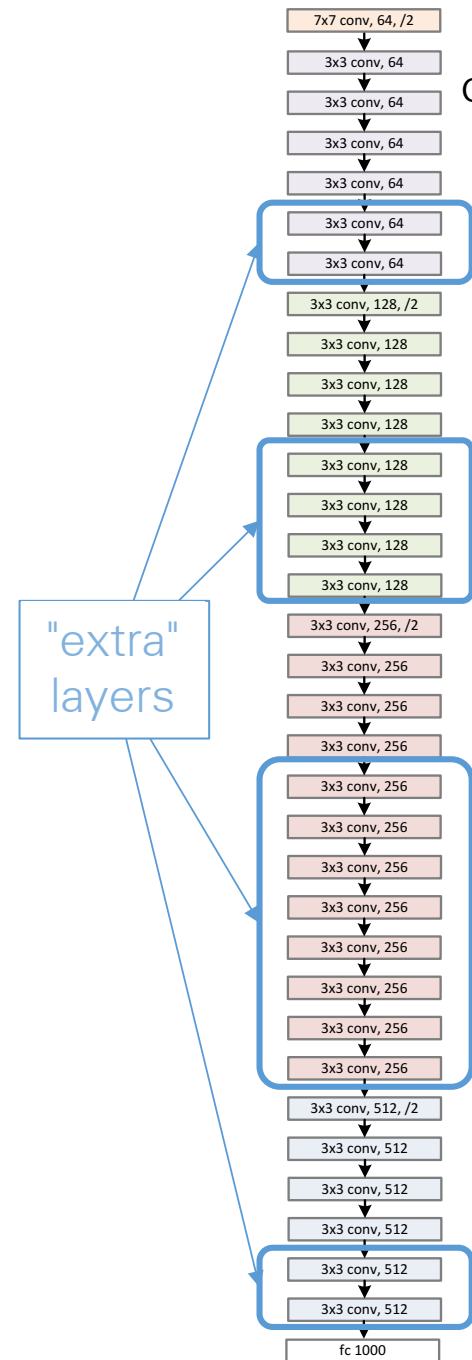 7x7 conv, 64, /2
3x3 conv, 64
3x3 conv, 64
3x3 conv, 64
3x3 conv, 64
3x3 conv, 64
3x3 conv, 64
3x3 conv, 128, /2
3x3 conv, 128
3x3 conv, 128
3x3 conv, 128
3x3 conv, 128
3x3 conv, 128
3x3 conv, 128
3x3 conv, 128
3x3 conv, 256, /2
3x3 conv, 256
3x3 conv, 256
3x3 conv, 256
3x3 conv, 256
3x3 conv, 256
3x3 conv, 256
3x3 conv, 256
3x3 conv, 256
3x3 conv, 256
3x3 conv, 256
3x3 conv, 256
3x3 conv, 512, /2
3x3 conv, 512
3x3 conv, 512
3x3 conv, 512
3x3 conv, 512
3x3 conv, 512
fc 1000
"extra"
layers